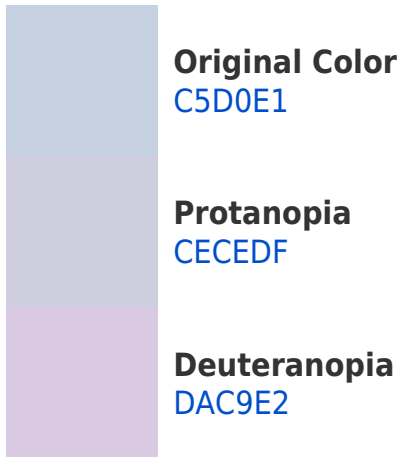 Original Color
C5D0E1
Protanopia
CECEDF
Deuteranopia
DAC9E2